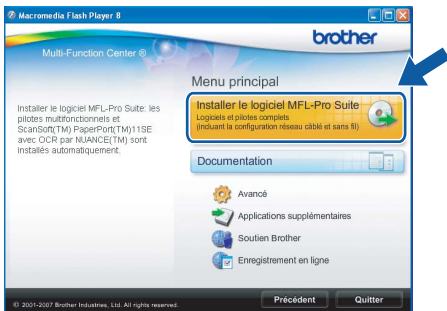 Macromedia Flash Player 8
brother
Multi-Function Center ®
Menu principal
Installer le logiciel MFL-Pro Suite: les
pilotes multifonctionnels et
ScanSoft(TM) PaperPort(TM)11SE
avec OCR par NUANCE(TM) sont
installés automatiquement.
Installer le logiciel MFL-Pro Suite
Logiciels et pilotes complets
(incluant la configuration réseau câblé et sans fil)
Documentation
Avancé
Applications supplémentaires
Soutien Brother
Enregistrement en ligne
© 2001-2007 Brother Industries, Ltd. All rights reserved.
Précédent
Quitter